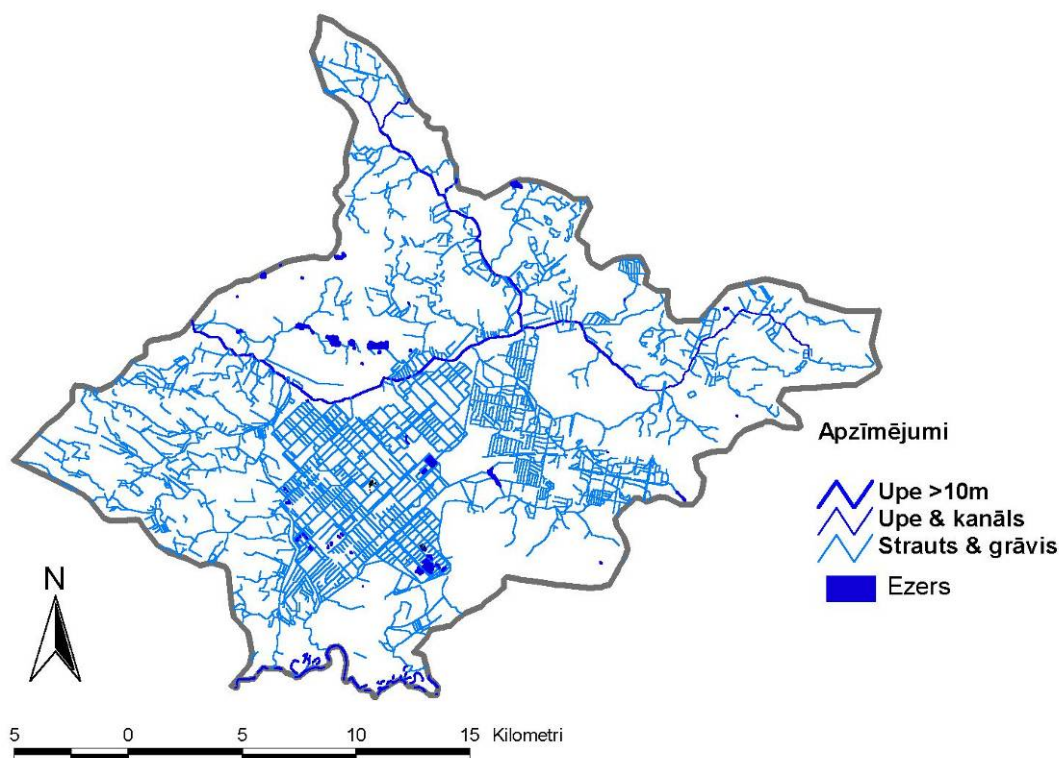 Apzīmējumi
Upe >10m
Upe & kanāls
Strauts & grāvis
Ezers
N
5 0 5 10 15 Kilometri